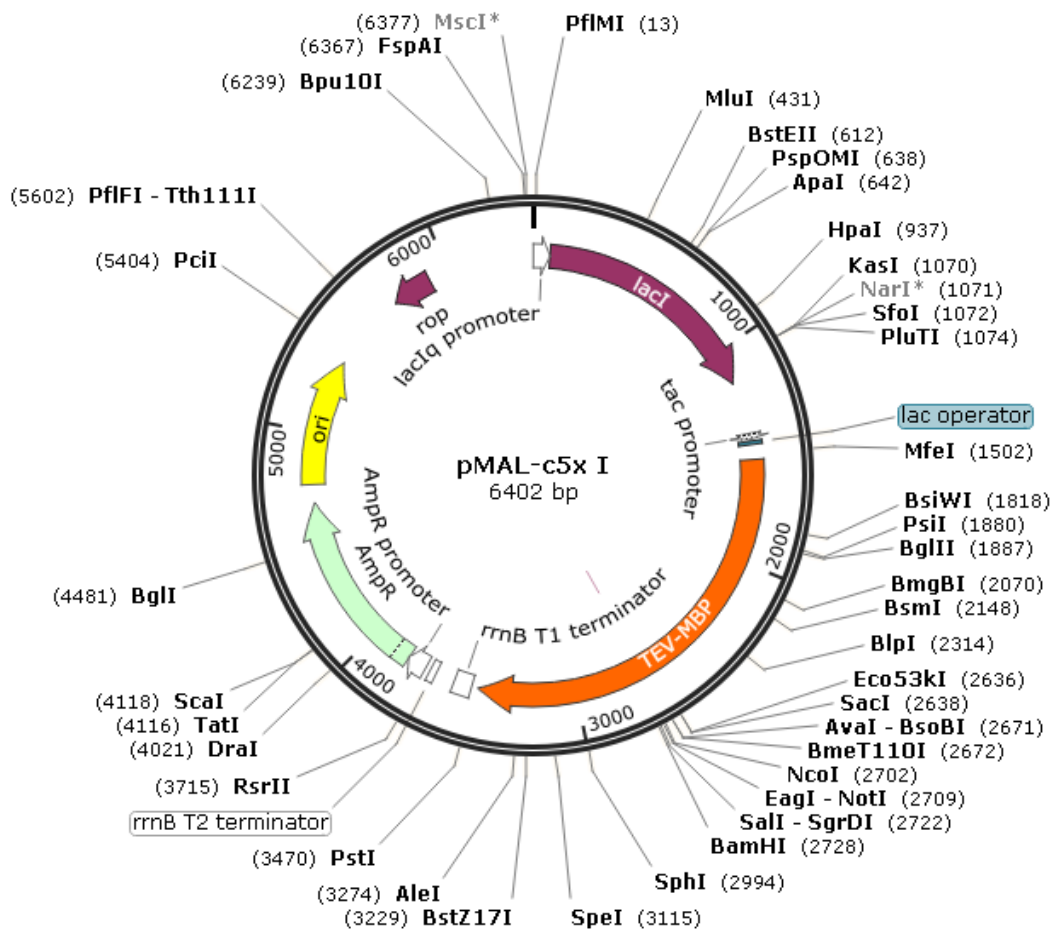 (6377) MscI*
PflMI (13)
(6367) FspAI
(6239) Bpu10I
MluI (431)
BstEII (612)
PspOMI (638)
ApaI (642)
(5602) PflFI - Tth111I
HpaI (937)
(5404) PciI
KasI (1070)
NarI* (1071)
SfoI (1072)
PluTI (1074)
6000
rop
lacIq promoter
lacI
1000
tac promoter
lac operator
MfeI (1502)
5000
ori
pMAL-c5x I
6402 bp
BsiWI (1818)
PsiI (1880)
BglII (1887)
2000
BmgBI (2070)
BsmI (2148)
(4481) BglI
AmpR promoter
AmpR
rrnB T1 terminator
TEV-MBP
BlpI (2314)
4000
3000
Eco53kI (2636)
SacI (2638)
AvaI - BsoBI (2671)
BmeT110I (2672)
NcoI (2702)
EagI - NotI (2709)
SalI - SgrDI (2722)
BamHI (2728)
(4118) ScaI
(4116) TatI
(4021) DraI
(3715) RsrII
rrnB T2 terminator
(3470) PstI
SphI (2994)
(3274) AleI
(3229) BstZ17I
SpeI (3115)